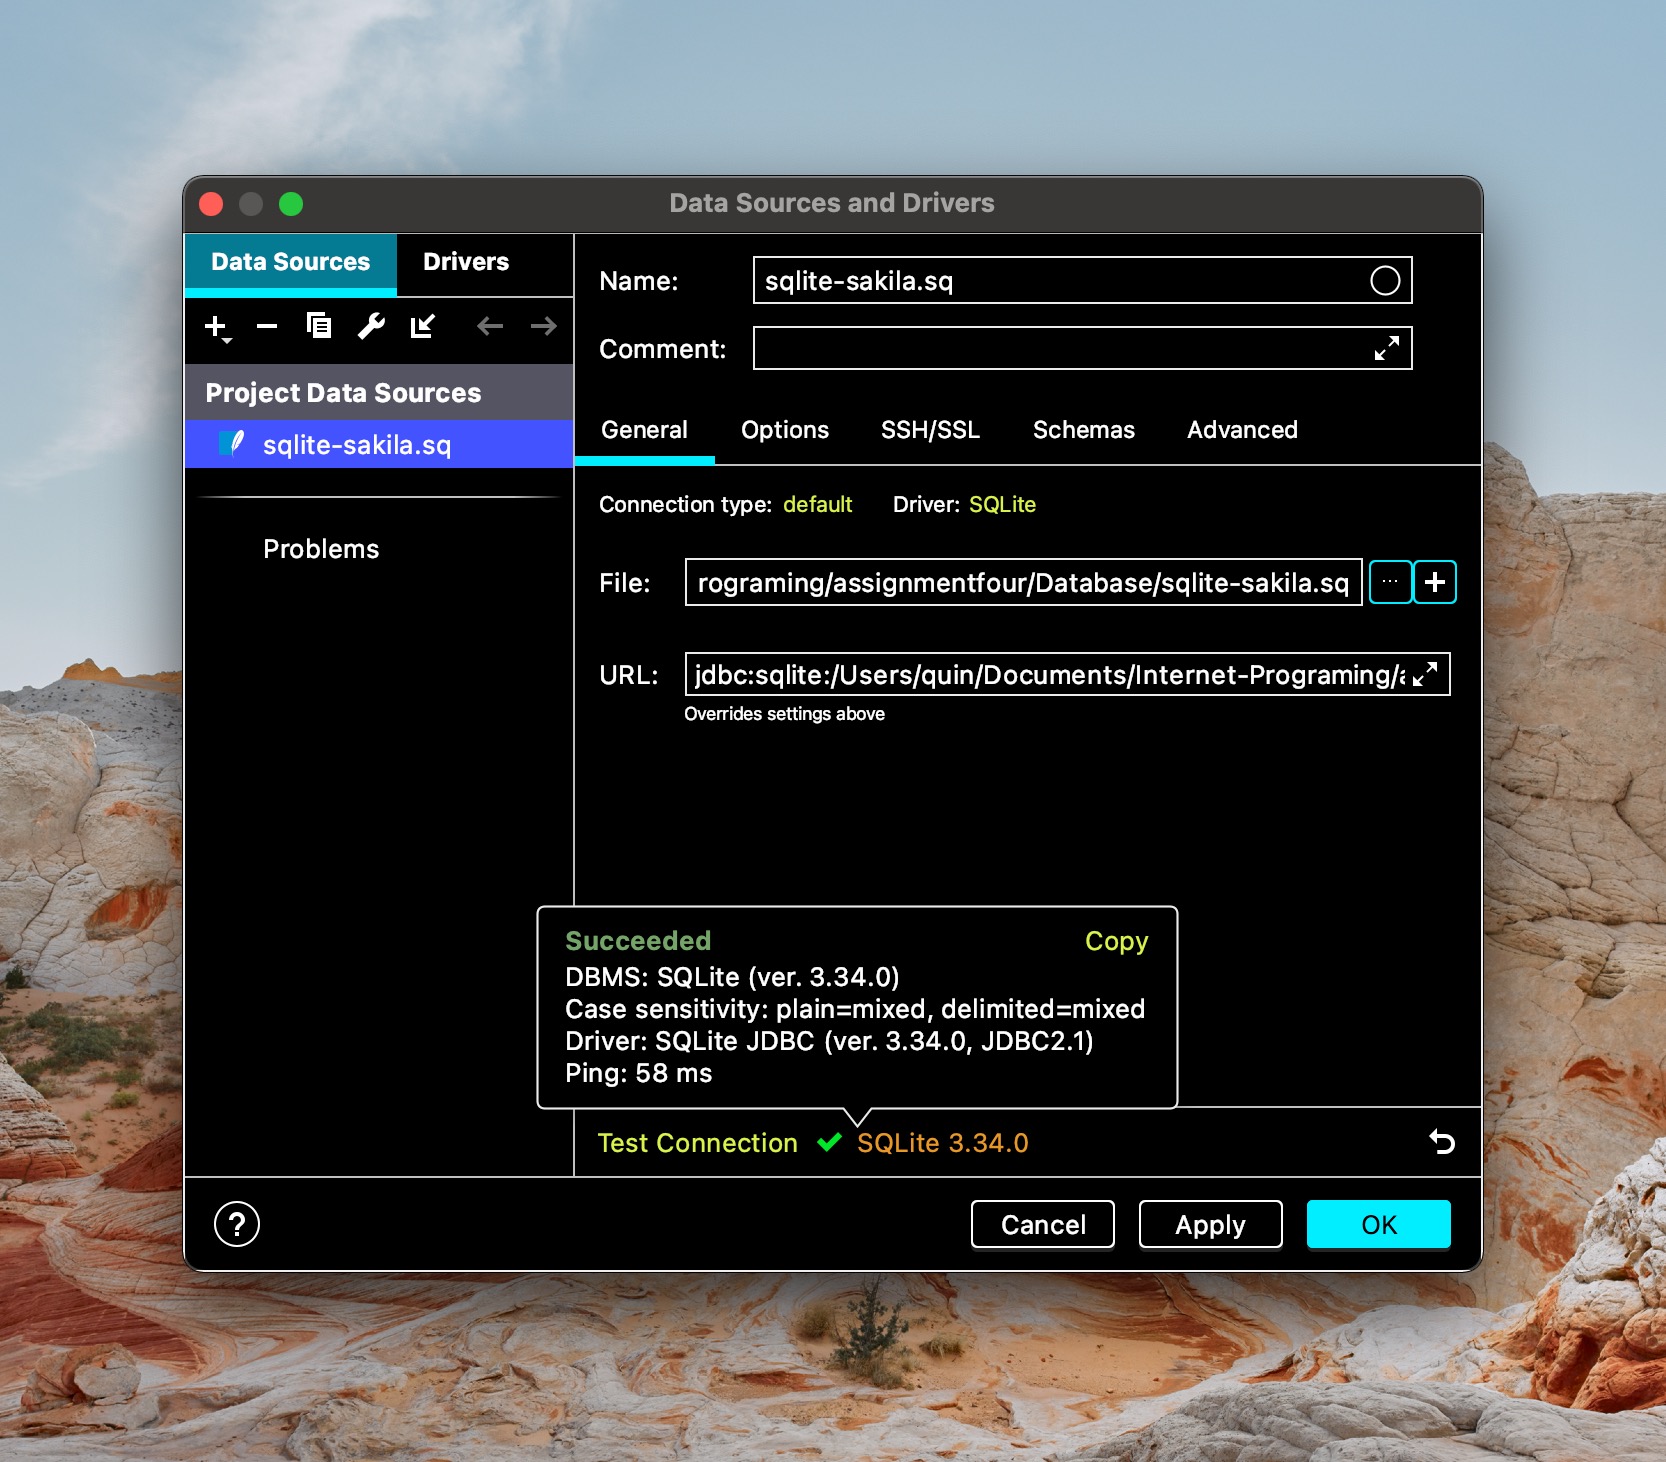 Data Sources and Drivers
Data Sources
Drivers
Project Data Sources
sqlite-sakila.sq
Problems
Name:
sqlite-sakila.sq
Comment:
General
Options
SSH/SSL
Schemas
Advanced
Connection type: default
Driver: SQLite
File:
rograming/assignmentfour/Database/sqlite-sakila.sq
...
URL:
jdbc:sqlite:/Users/quin/Documents/Internet-Programing/
Overrides settings above
Succeeded
Copy
DBMS: SQLite (ver. 3.34.0)
Case sensitivity: plain=mixed, delimited=mixed
Driver: SQLite JDBC (ver. 3.34.0, JDBC2.1)
Ping: 58 ms
Test Connection
SQLite 3.34.0
?
Cancel
Apply
OK